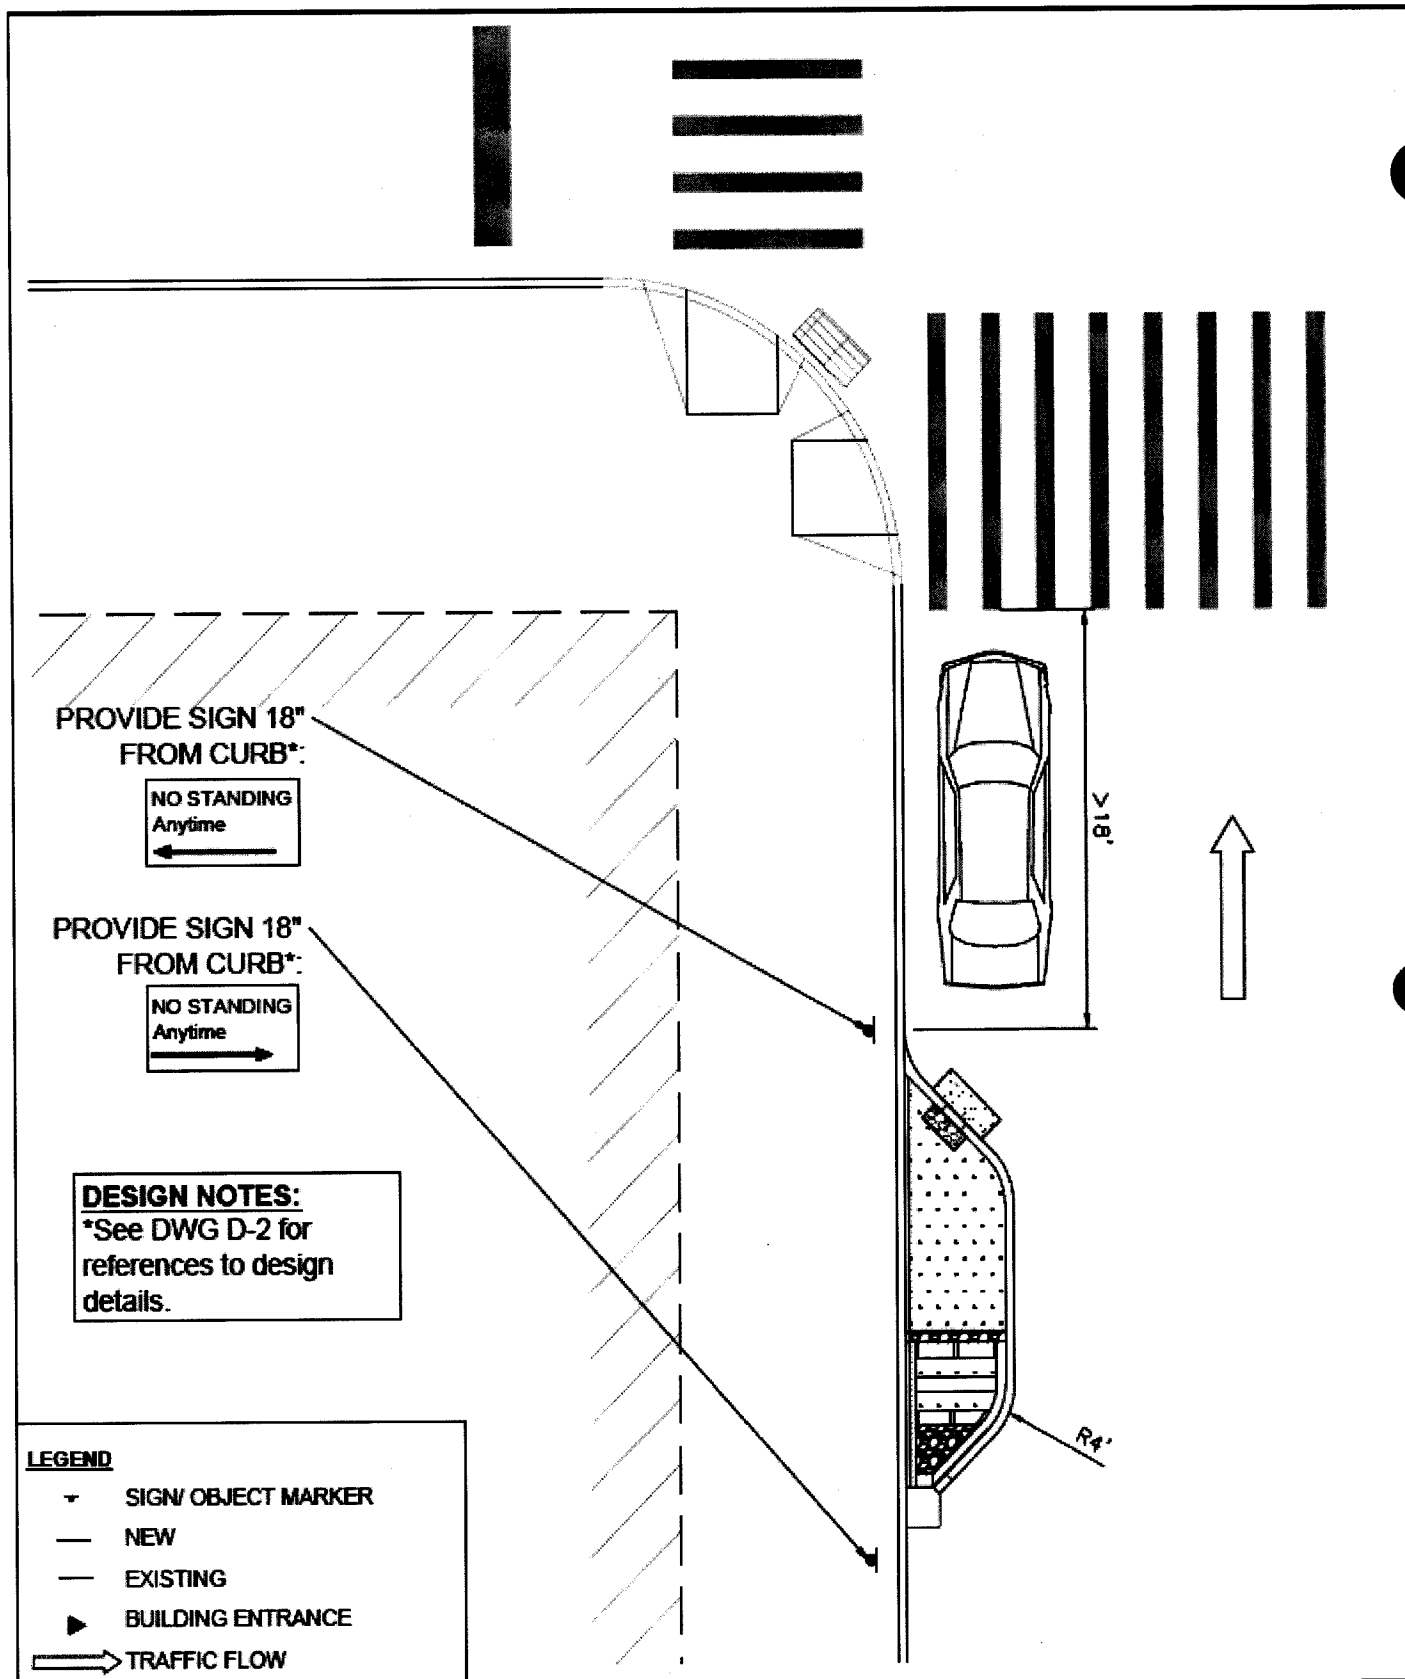 PROVIDE SIGN 18"
FROM CURB*:
NO STANDING
Anytime
PROVIDE SIGN 18"
FROM CURB*:
NO STANDING
Anytime
>18'
DESIGN NOTES:
*See DWG D-2 for
references to design
details.
R4'
LEGEND
SIGN/ OBJECT MARKER
NEW
EXISTING
BUILDING ENTRANCE
TRAFFIC FLOW